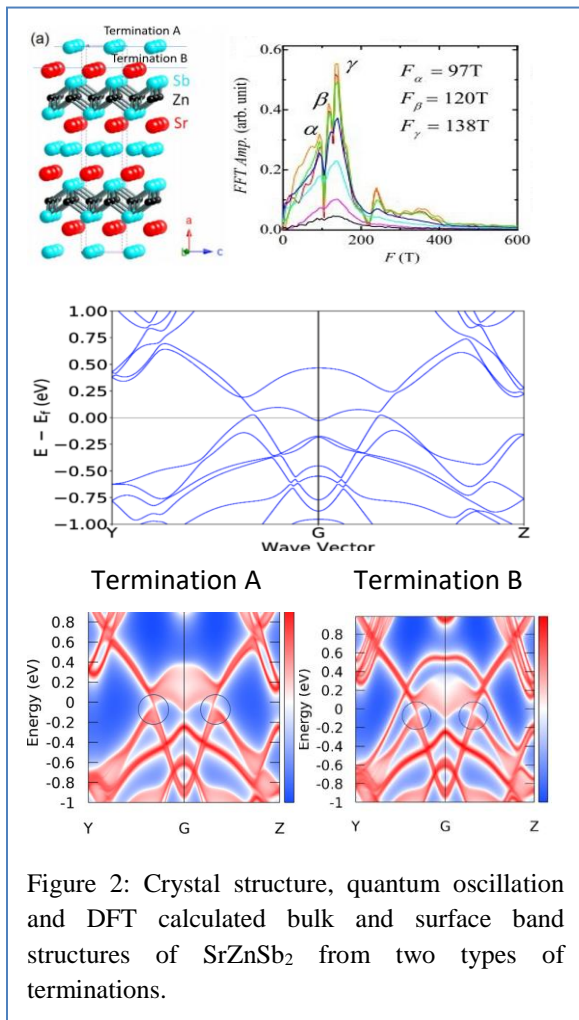 (a)
Termination A
Termination B
Sb
Zn
Sr
a
c
FFT Amp. (arb. unit)
0.6
0.4
0.2
0.0
α
β
γ
Fα = 97T
Fβ = 120T
Fγ = 138T
0 200 400 600
F (T)
E − Ef (eV)
1.00
0.75
0.50
0.25
0.00
−0.25
−0.50
−0.75
−1.00
Y G Z
Wave Vector
Termination A Termination B
Energy (eV)
0.8
0.6
0.4
0.2
0
-0.2
-0.4
-0.6
-0.8
-1
Y G Z
Energy (eV)
0.8
0.6
0.4
0.2
0
-0.2
-0.4
-0.6
-0.8
-1
Y G Z
Figure 2: Crystal structure, quantum oscillation
and DFT calculated bulk and surface band
structures of SrZnSb₂ from two types of
terminations.